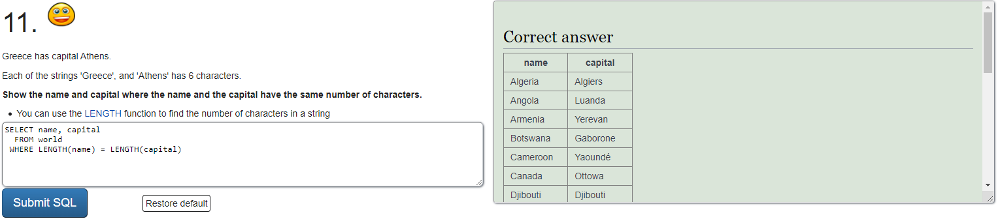 11.
Greece has capital Athens.
Each of the strings 'Greece', and 'Athens' has 6 characters.
Show the name and capital where the name and the capital have the same number of characters.
• You can use the LENGTH function to find the number of characters in a string
SELECT name, capital
FROM world
WHERE LENGTH(name) = LENGTH(capital)
Submit SQL
Restore default
Correct answer
name capital
Algeria Algiers
Angola Luanda
Armenia Yerevan
Botswana Gaborone
Cameroon Yaoundé
Canada Ottowa
Djibouti Djibouti